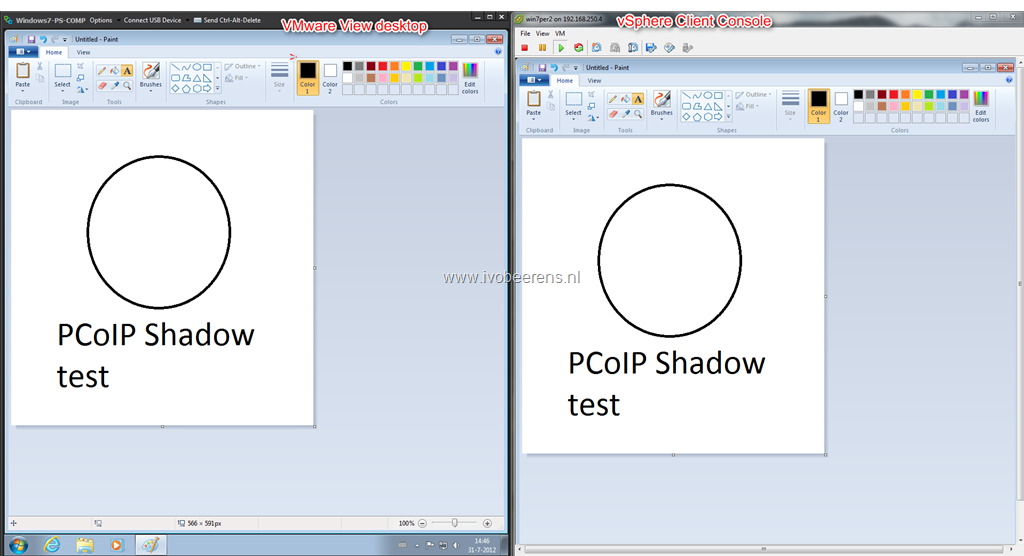 Windows7-PS-COMP Options Connect USB Device Send Ctrl-Alt-Delete
VMware View desktop
Untitled - Paint
Home View
Paste
Select
Brushes
Outline
Fill
Size
Color
1
Color
2
Edit
colors
Clipboard Image Tools Shapes Colors
A
PCoIP Shadow
test
566 × 591px
100%
14:46
31-7-2012
win7per2 on 192.168.250.4
vSphere Client Console
File View VM
Untitled - Paint
Home View
Paste
Select
Brushes
Outline
Fill
Size
Color
1
Color
2
Edit
colors
Clipboard Image Tools Shapes Colors
A
PCoIP Shadow
test
www.ivobeerens.nl